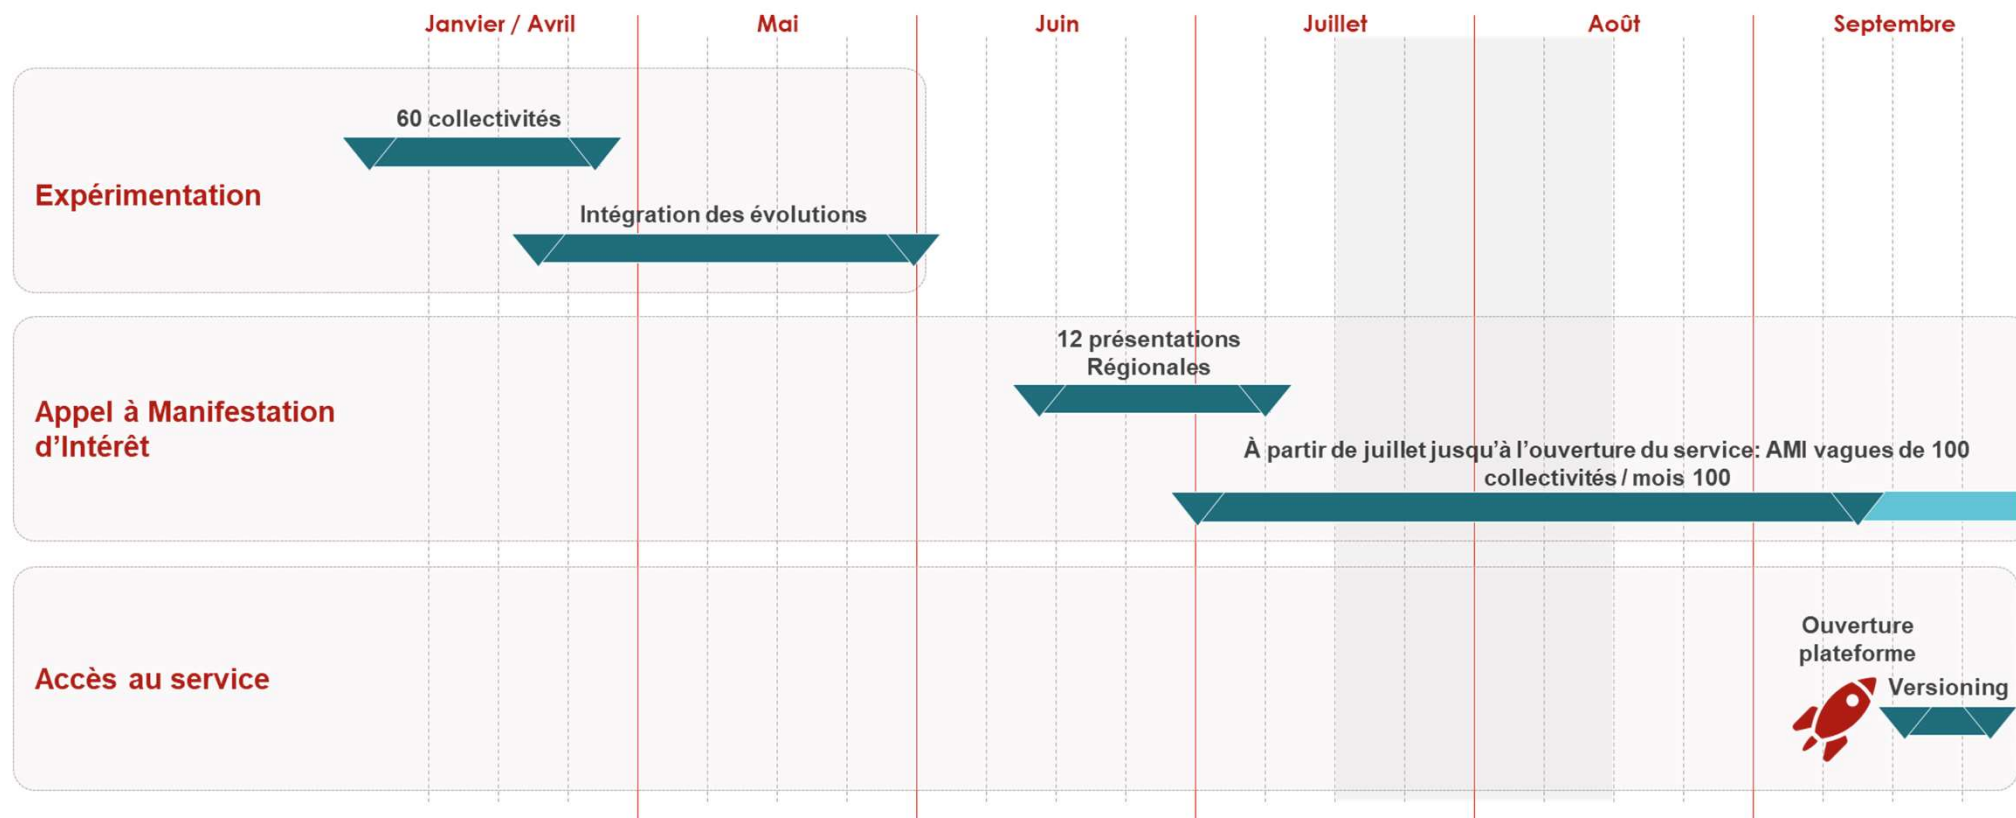 Janvier / Avril
Mai
Juin
Juillet
Août
Septembre
60 collectivités
Expérimentation
Intégration des évolutions
12 présentations
Régionales
Appel à Manifestation
d’Intérêt
À partir de juillet jusqu’à l’ouverture du service: AMI vagues de 100
collectivités / mois 100
Ouverture
plateforme
Accès au service
Versioning